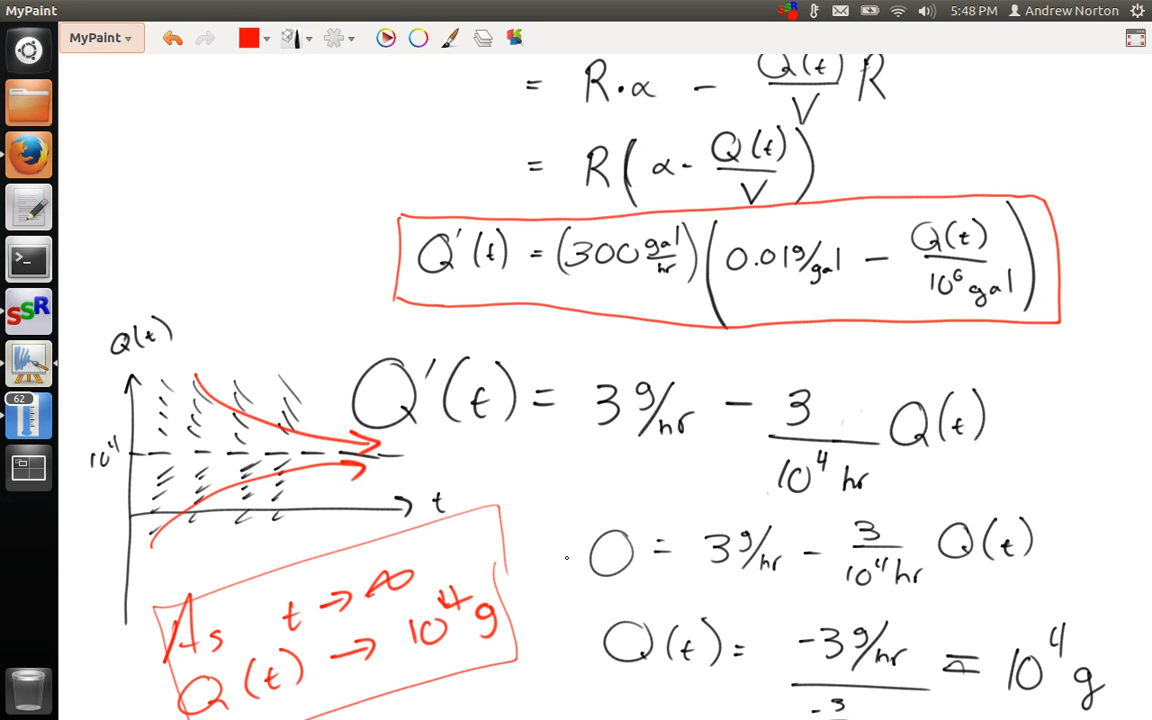 MyPaint
5:48 PM Andrew Norton
MyPaint
= R·α − Q(t)/V R
= R(α − Q(t)/V)
Q'(t) = (300 gal/hr)(0.01g/gal − Q(t)/10⁶ gal)
Q(t)
Q'(t) = 3 g/hr − 3/10⁴ hr Q(t)
10⁴
t
0 = 3 g/hr − 3/10⁴ hr Q(t)
As t → ∞
Q(t) → 10⁴ g
Q(t) = -3 g/hr / -3 = 10⁴ g
SSR
62